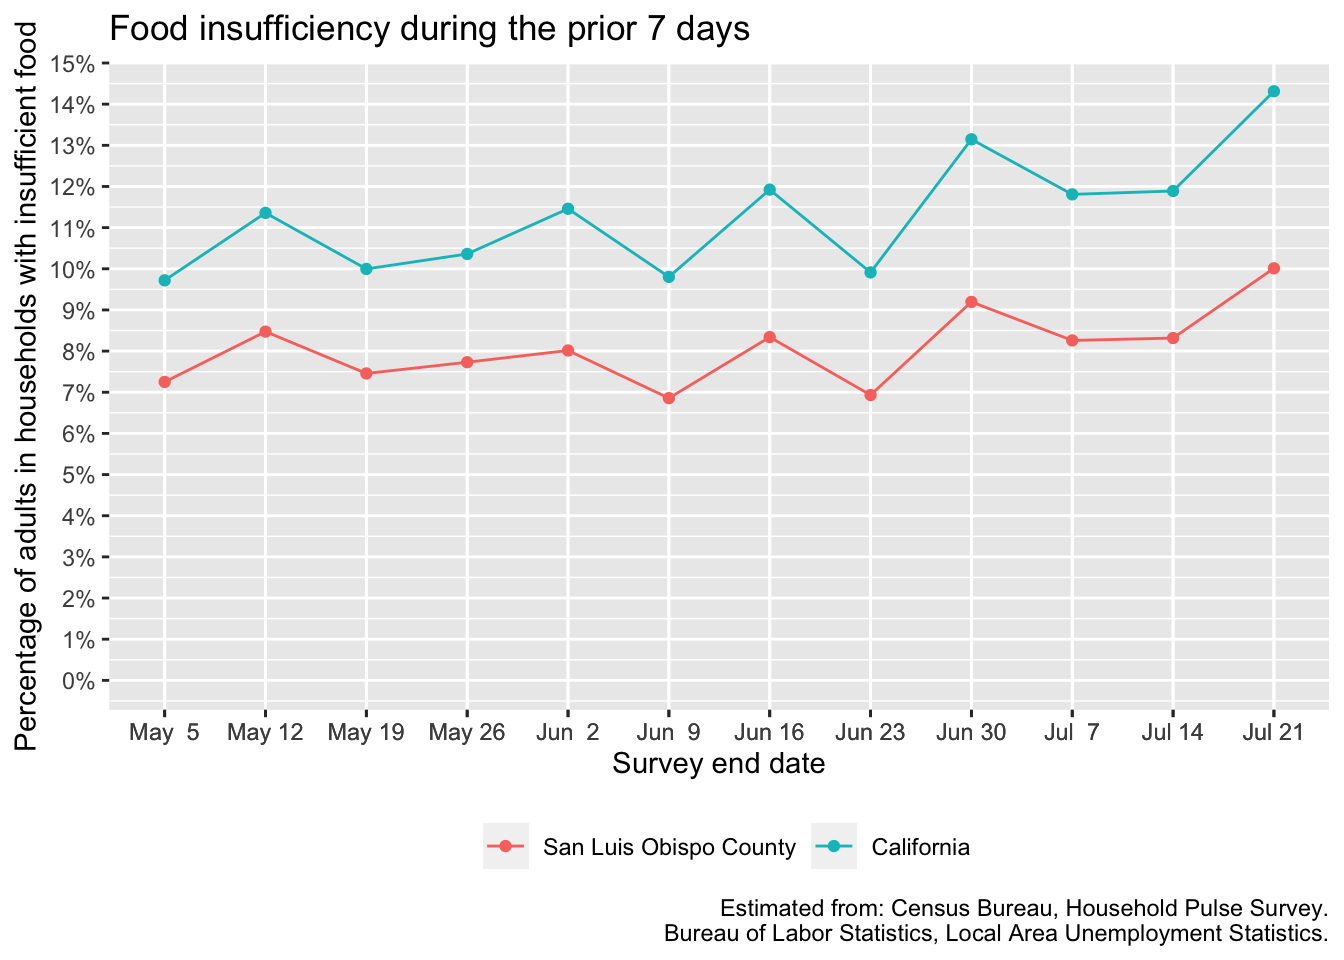 Food insufficiency during the prior 7 days
Percentage of adults in households with insufficient food
15%
14%
13%
12%
11%
10%
9%
8%
7%
6%
5%
4%
3%
2%
1%
0%
May  5 May 12 May 19 May 26 Jun  2 Jun  9 Jun 16 Jun 23 Jun 30 Jul  7 Jul 14 Jul 21
Survey end date
San Luis Obispo County California
Estimated from: Census Bureau, Household Pulse Survey.
Bureau of Labor Statistics, Local Area Unemployment Statistics.